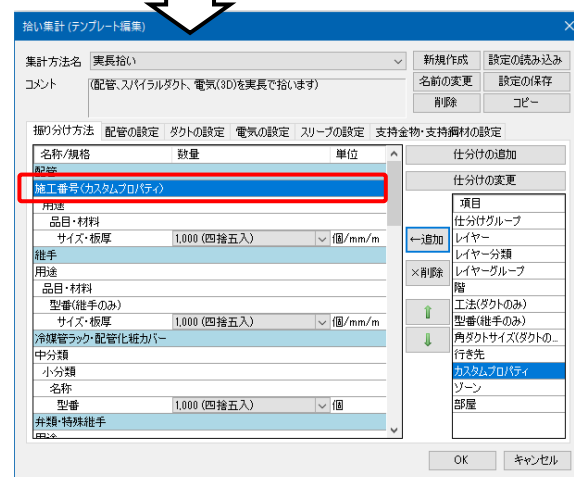 拾い集計 (テンプレート編集)
集計方法名 実長拾い 新規作成 設定の読み込み
コメント (配管、スパイラルダクト、電気(3D)を実長で拾います) 名前の変更 設定の保存
削除 コピー
振り分け方法 配管の設定 ダクトの設定 電気の設定 スリーブの設定 支持金物・支持鋼材の設定
名称/規格 数量 単位 仕分けの追加
配管 仕分けの変更
施工番号(カスタムプロパティ)
用途
品目・材料
サイズ・板厚 1,000 (四捨五入) 個/mm/m
継手
用途
品目・材料
型番(継手のみ)
サイズ・板厚 1,000 (四捨五入) 個/mm/m
冷媒管ラック・配管化粧カバー
中分類
小分類
名称
型番 1,000 (四捨五入) 個
弁類・特殊継手
用途
←追加
×削除
項目
仕分けグループ
レイヤー
レイヤー分類
レイヤーグループ
階
工法(ダクトのみ)
型番(継手のみ)
角ダクトサイズ(ダクトの...
行き先
カスタムプロパティ
ゾーン
部屋
OK キャンセル